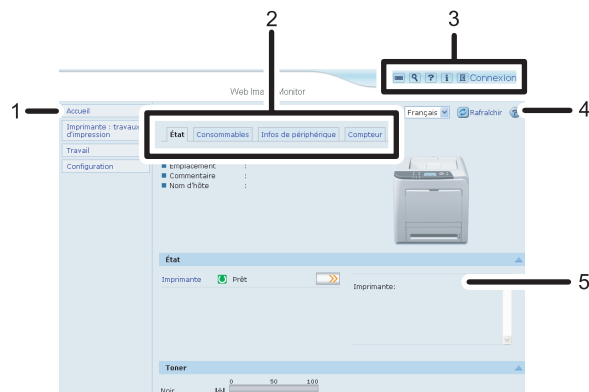 2
3
Connexion
Web Ima Monitor
1
Accueil
Français
Rafraîchir
4
Imprimante : travaux d'impression
État
Consommables
Infos de périphérique
Compteur
Travail
Configuration
Emplacement :
Commentaire :
Nom d'hôte :
État
Imprimante
Prêt
Imprimante:
5
Toner
0 50 100
Noir